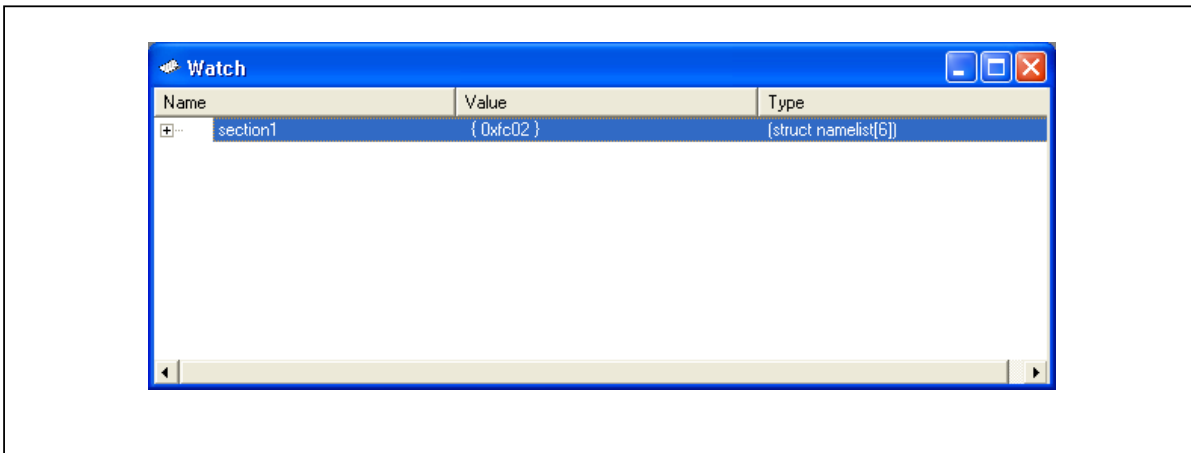 Watch
Name Value Type
section1 { 0xfc02 } (struct namelist[6])